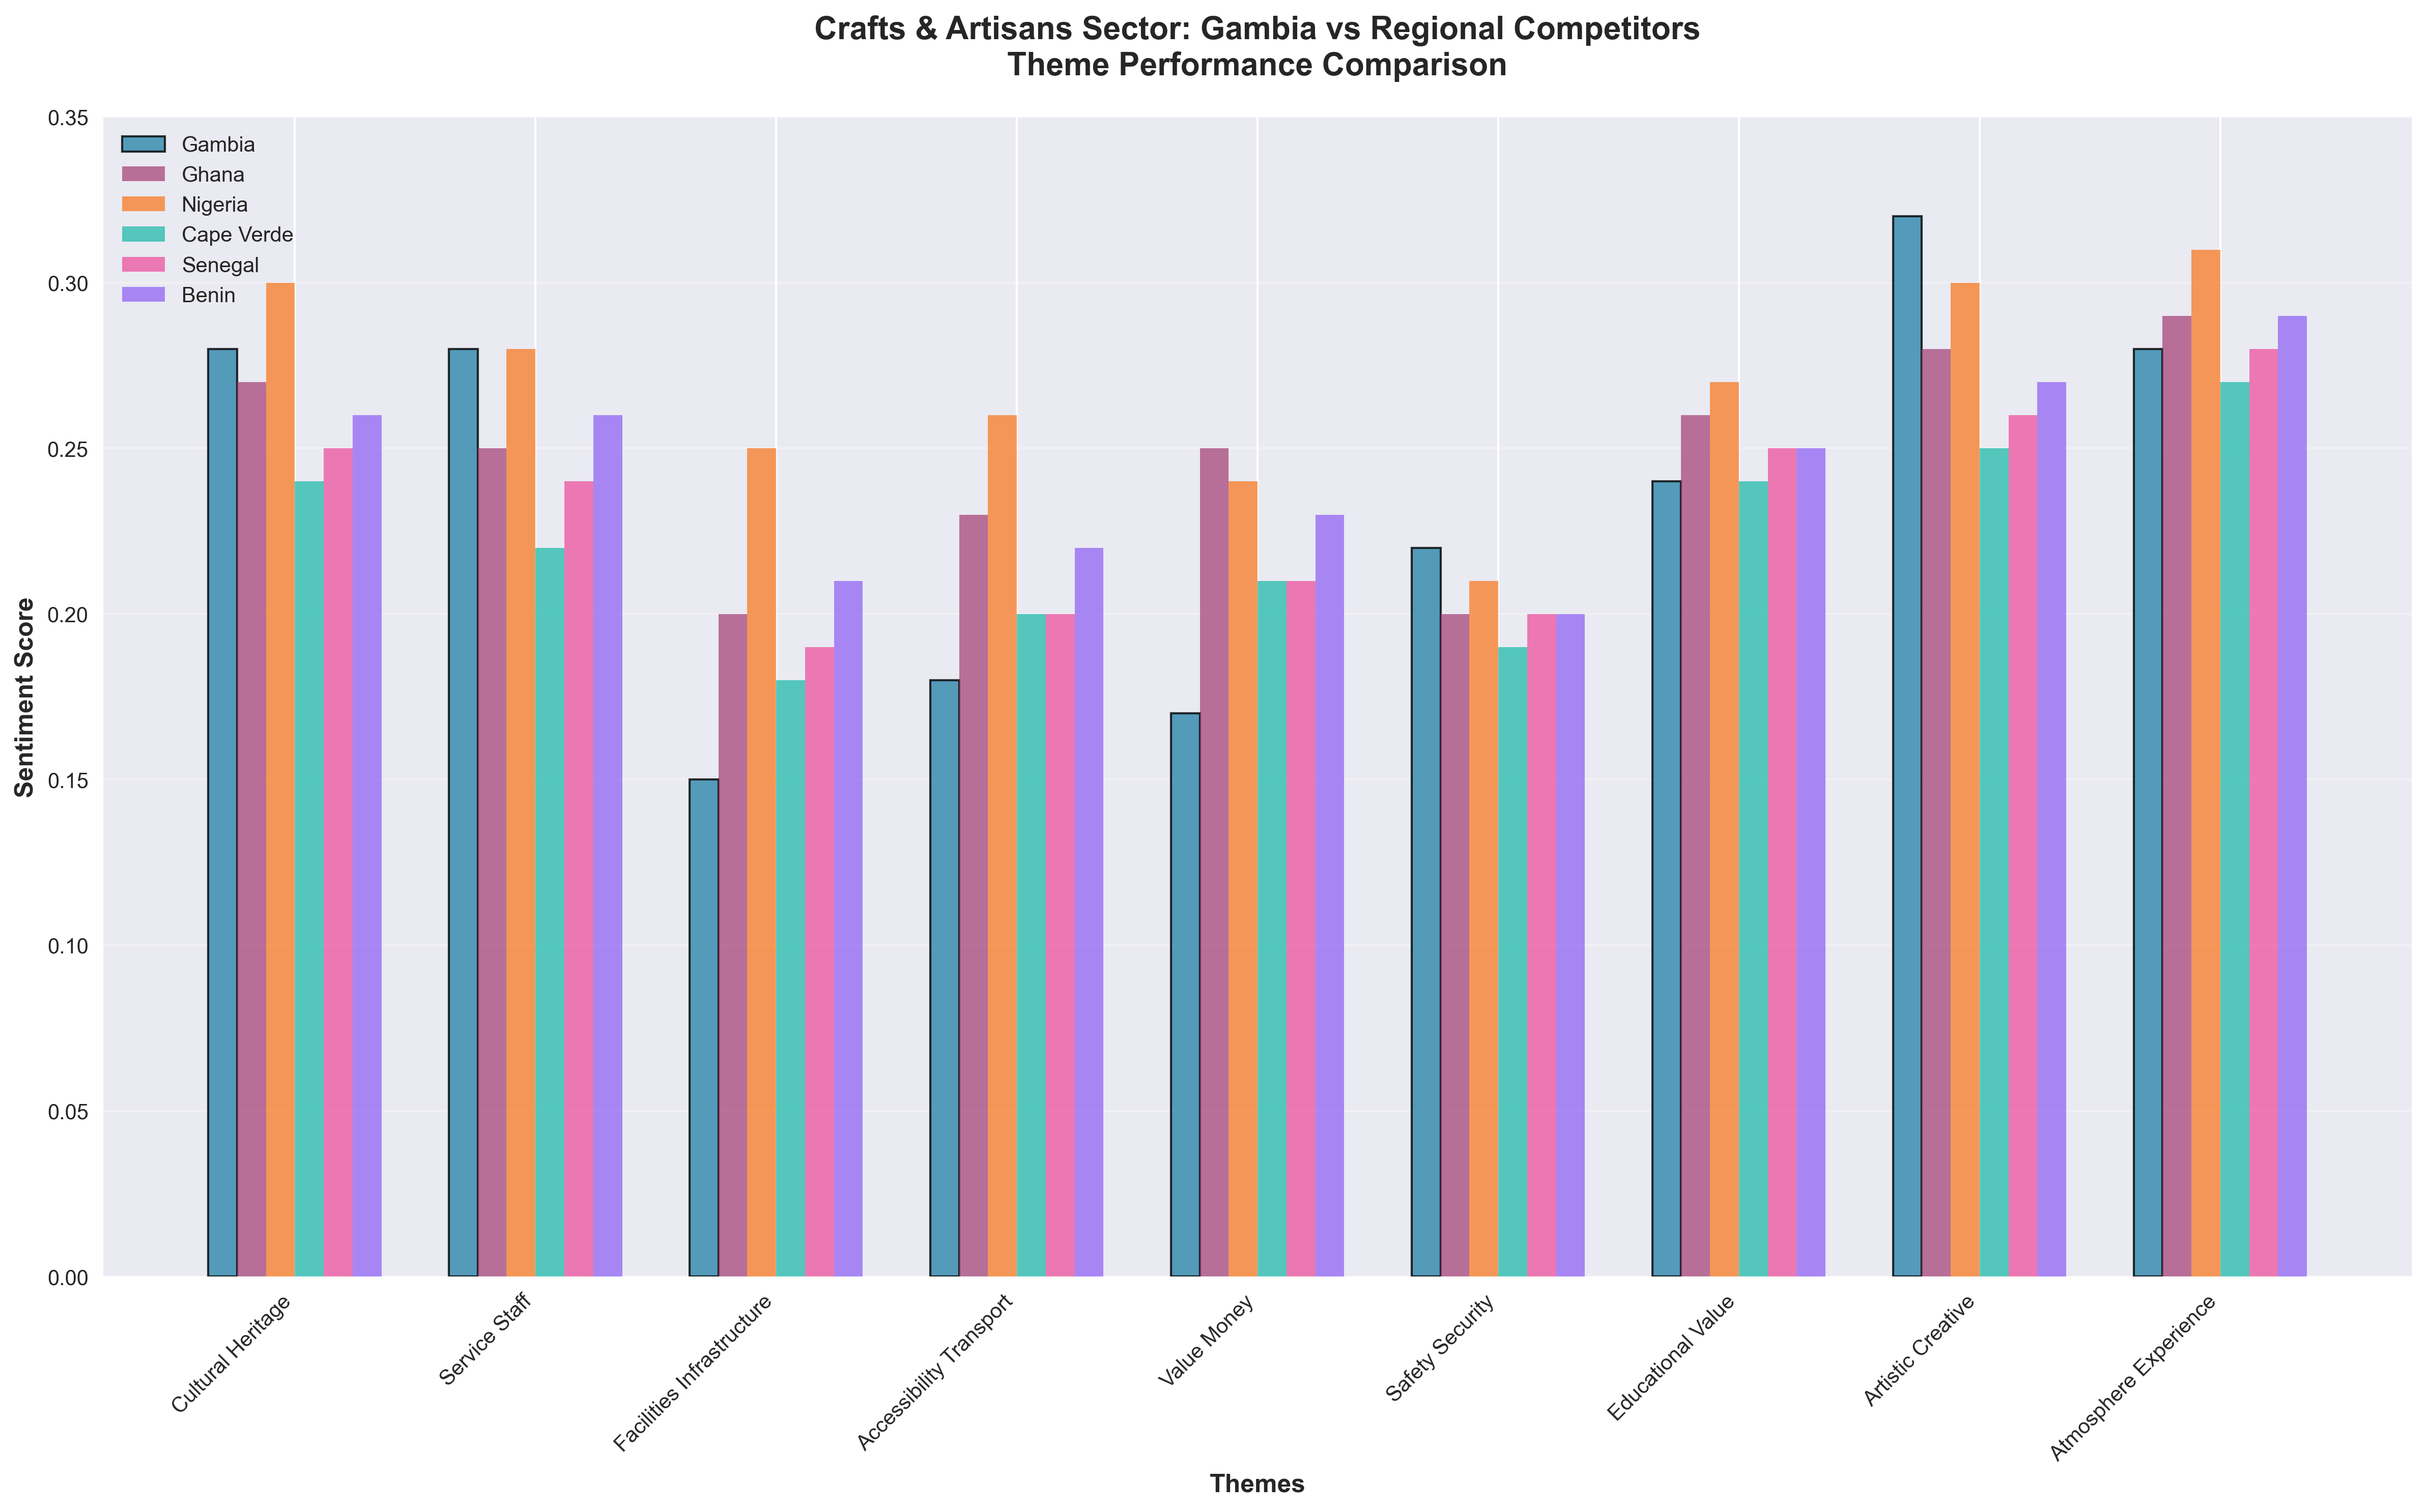 Crafts & Artisans Sector: Gambia vs Regional Competitors
Theme Performance Comparison
Gambia
Ghana
Nigeria
Cape Verde
Senegal
Benin
0.35
0.30
0.25
0.20
0.15
0.10
0.05
0.00
Sentiment Score
Cultural Heritage
Service Staff
Facilities Infrastructure
Accessibility Transport
Value Money
Safety Security
Educational Value
Artistic Creative
Atmosphere Experience
Themes